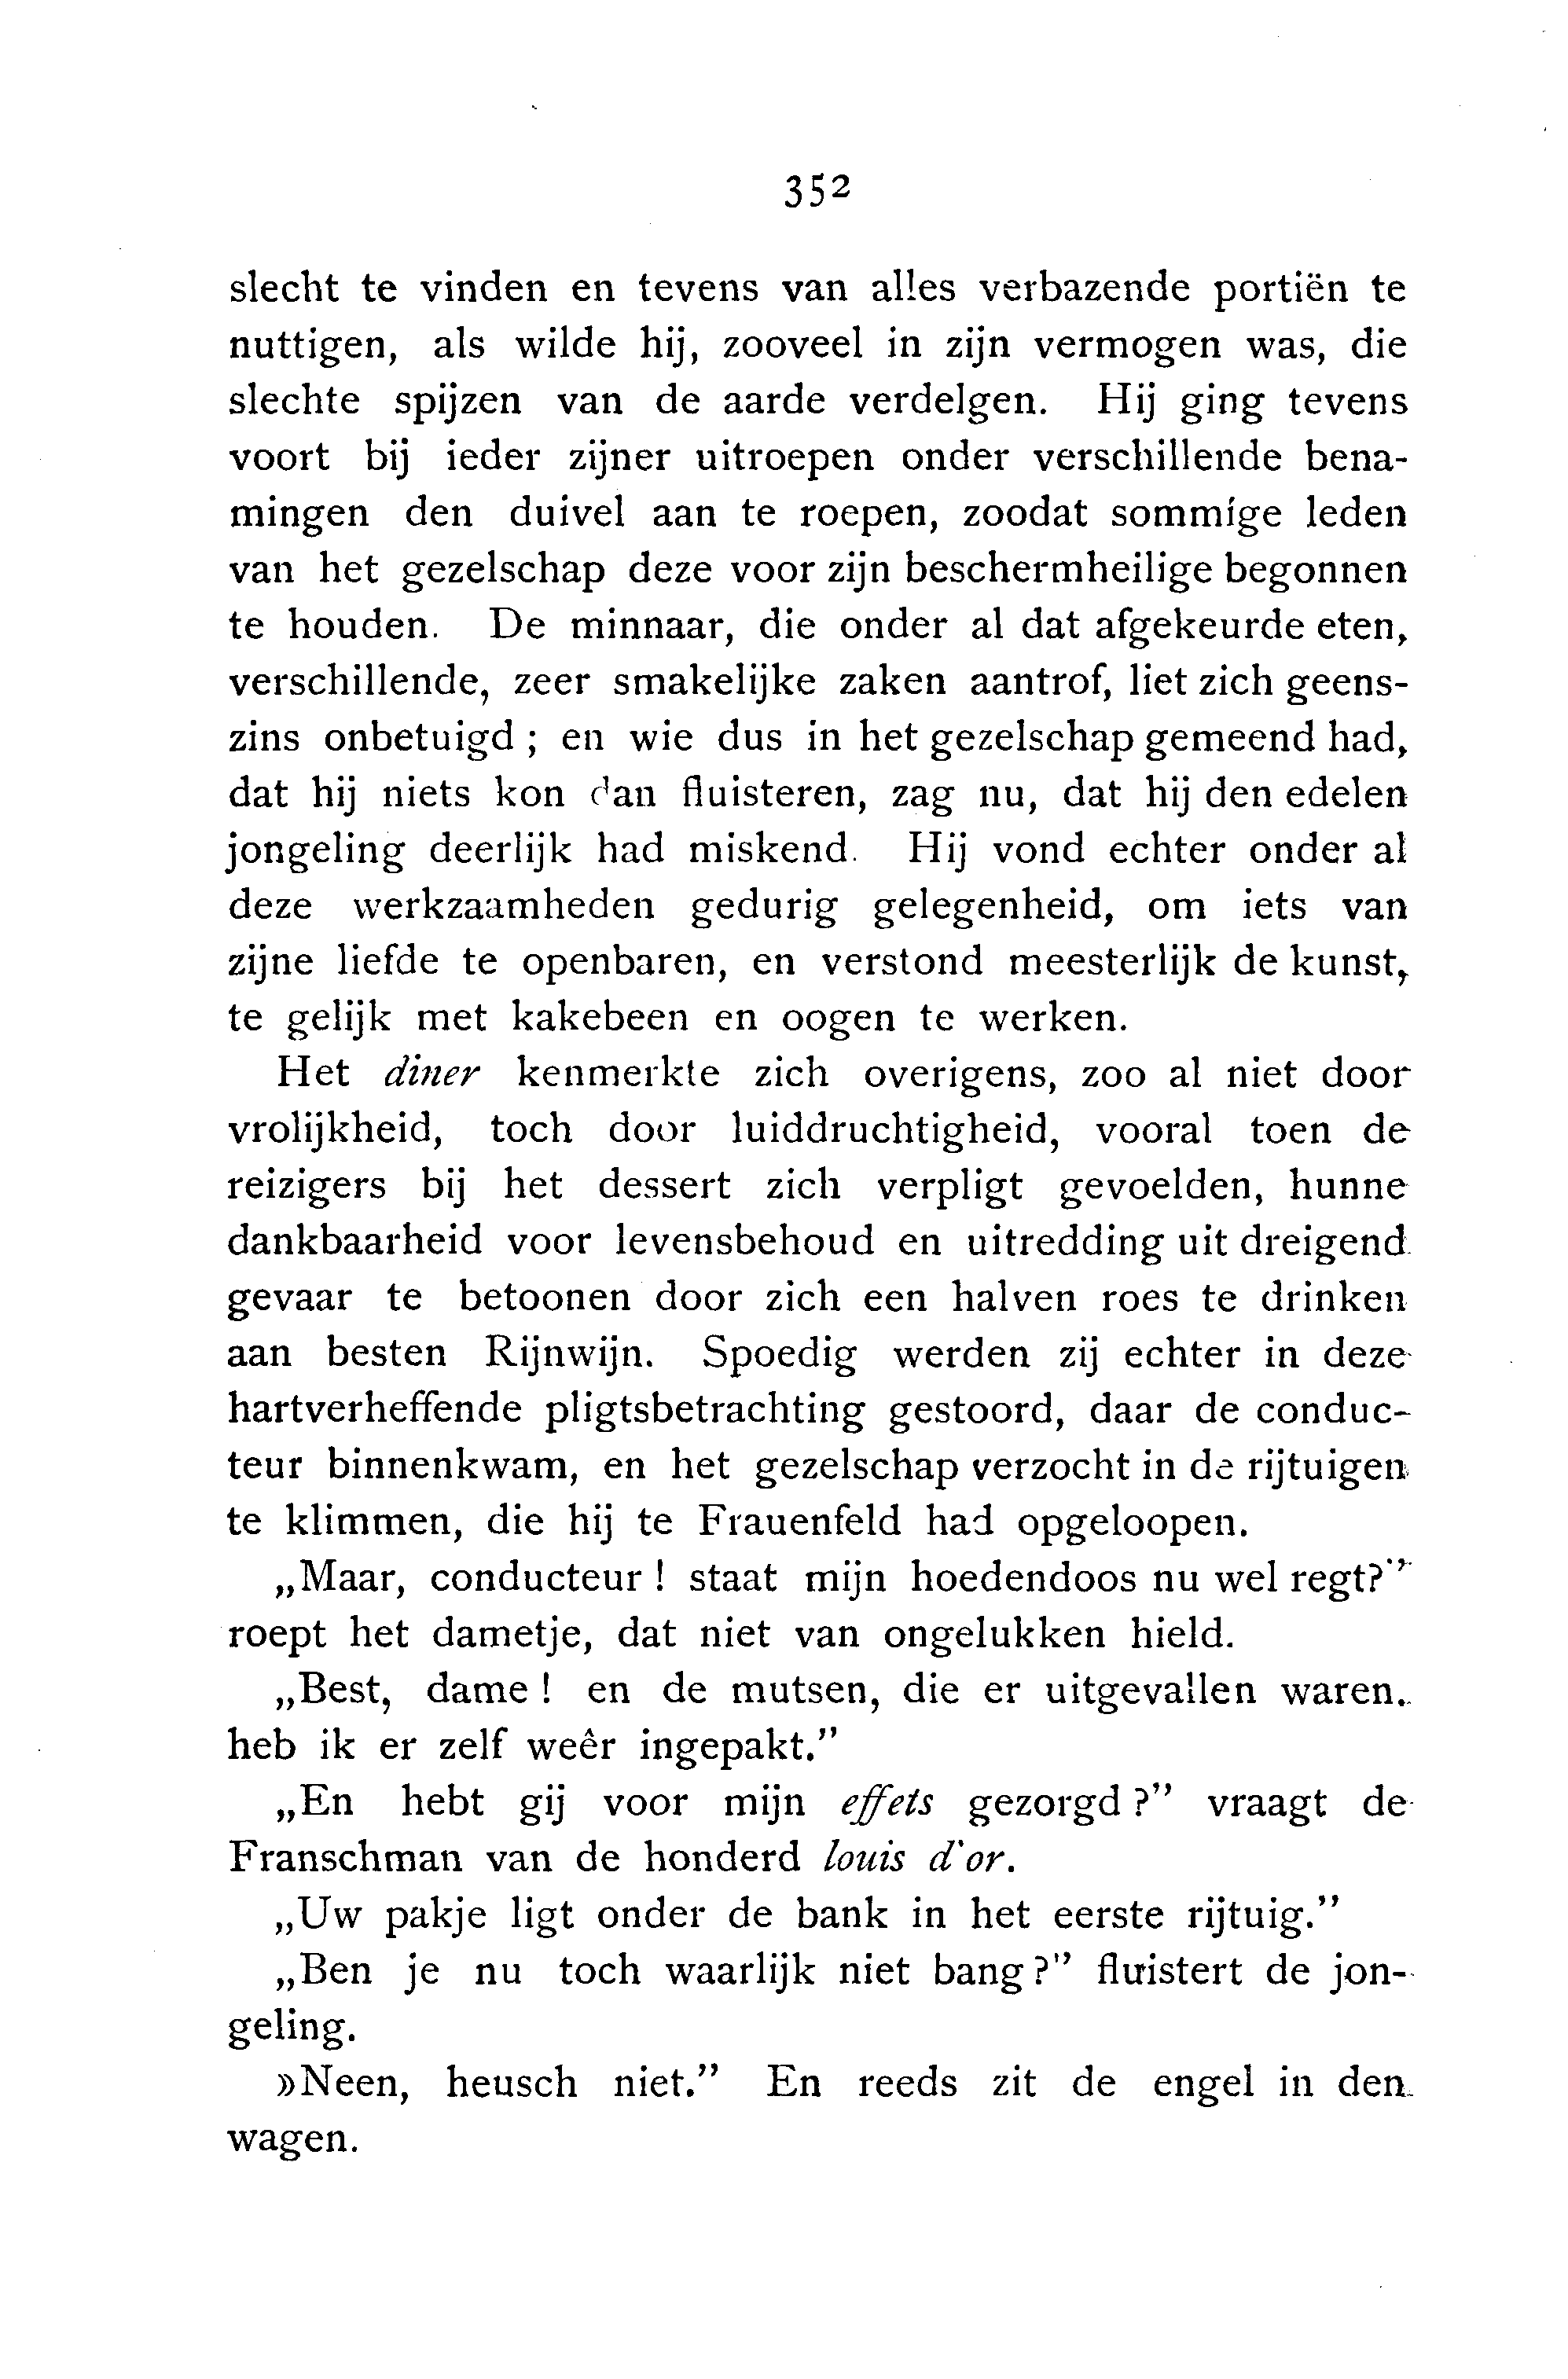 352
slecht te vinden en tevens van alles verbazende portiën te
nuttigen, als wilde hij, zooveel in zijn vermogen was, die
slechte spijzen van de aarde verdelgen. Hij ging tevens
voort bij ieder zijner uitroepen onder verschillende bena-
mingen den duivel aan te roepen, zoodat sommige leden
van het gezelschap deze voor zijn beschermheilige begonnen
te houden. De minnaar, die onder al dat afgekeurde eten,
verschillende, zeer smakelijke zaken aantrof, liet zich geens-
zins onbetuigd ; en wie dus in het gezelschap gemeend had,
dat hij niets kon dan fluisteren, zag nu, dat hij den edelen
jongeling deerlijk had miskend. Hij vond echter onder al
deze werkzaamheden gedurig gelegenheid, om iets van
zijne liefde te openbaren, en verstond meesterlijk de kunst,
te gelijk met kakebeen en oogen te werken.
Het diner kenmerkte zich overigens, zoo al niet door
vrolijkheid, toch door luiddruchtigheid, vooral toen de
reizigers bij het dessert zich verpligt gevoelden, hunne
dankbaarheid voor levensbehoud en uitredding uit dreigend
gevaar te betoonen door zich een halven roes te drinken
aan besten Rijnwijn. Spoedig werden zij echter in deze
hartverheffende pligtsbetrachting gestoord, daar de conduc-
teur binnenkwam, en het gezelschap verzocht in de rijtuigen
te klimmen, die hij te Frauenfeld had opgeloopen.
„Maar, conducteur ! staat mijn hoedendoos nu wel regt?”
roept het dametje, dat niet van ongelukken hield.
„Best, dame ! en de mutsen, die er uitgevallen waren.
heb ik er zelf weêr ingepakt.”
„En hebt gij voor mijn effets gezorgd ?” vraagt de
Franschman van de honderd louis d'or.
„Uw pakje ligt onder de bank in het eerste rijtuig.”
„Ben je nu toch waarlijk niet bang ?” fluistert de jon-
geling.
»Neen, heusch niet.” En reeds zit de engel in den
wagen.